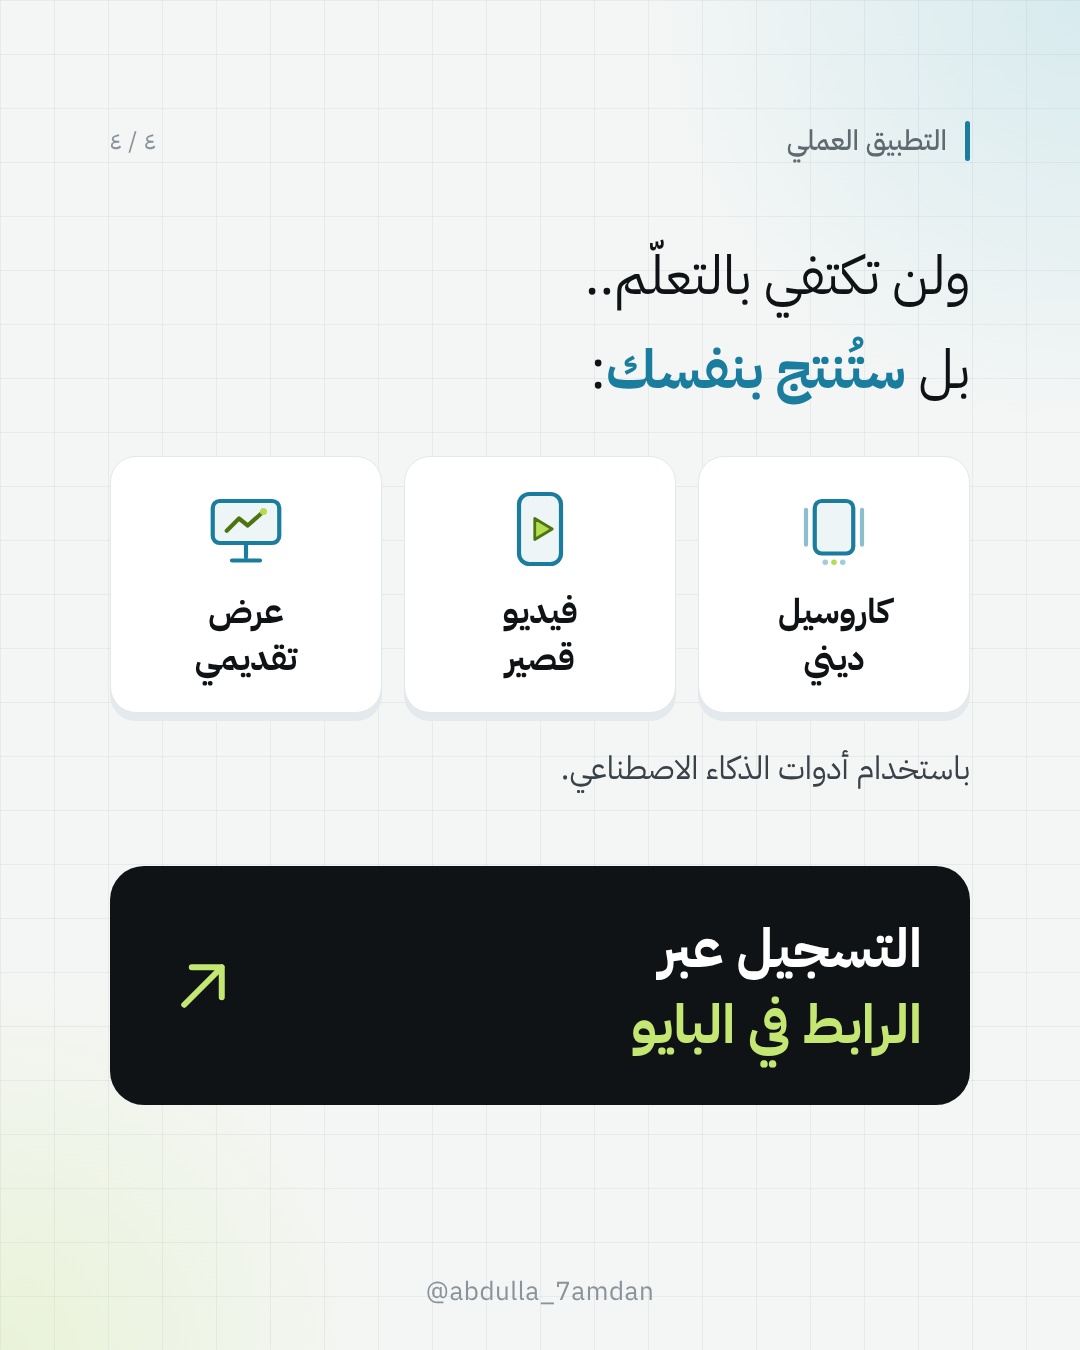 التطبيق العملي
٤ / ٤
ولن تكتفي بالتعلّم..
بل ستُنتج بنفسك:
كاروسيل
ديني
فيديو
قصير
عرض
تقديمي
باستخدام أدوات الذكاء الاصطناعي.
التسجيل عبر
الرابط في البايو
@abdulla_7amdan